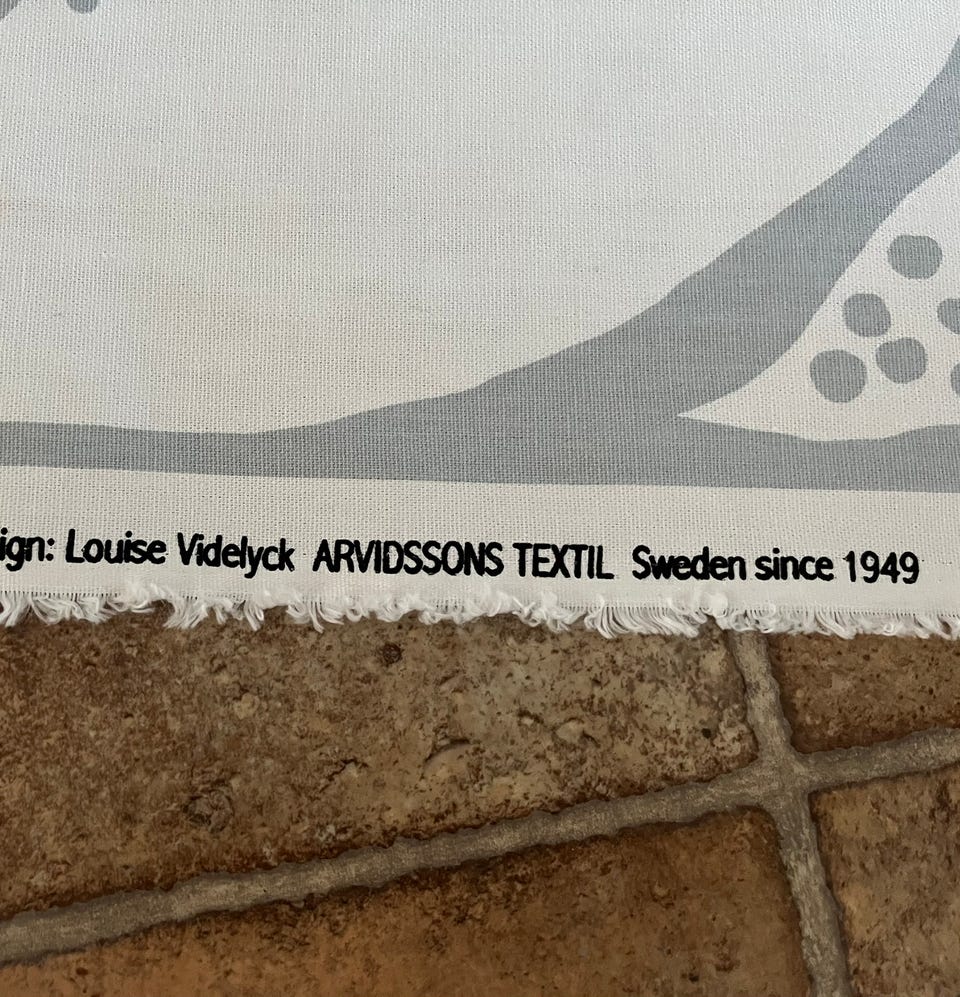 ign: Louise Videlyck ARVIDSSONS TEXTIL Sweden since 1949